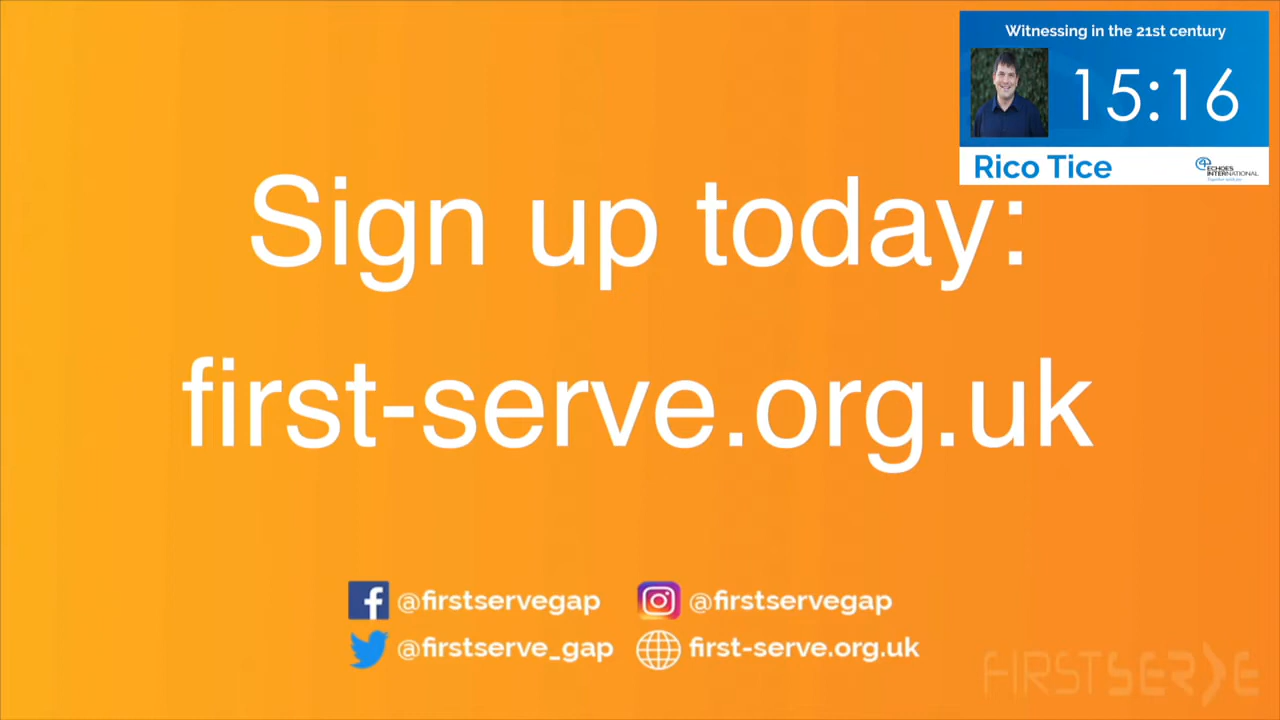 Witnessing in the 21st century
15:16
Rico Tice
ECHOES
INTERNATIONAL
Sign up today:
first-serve.org.uk
@firstservegap
@firstservegap
@firstserve_gap
first-serve.org.uk
FIRSTSERVE